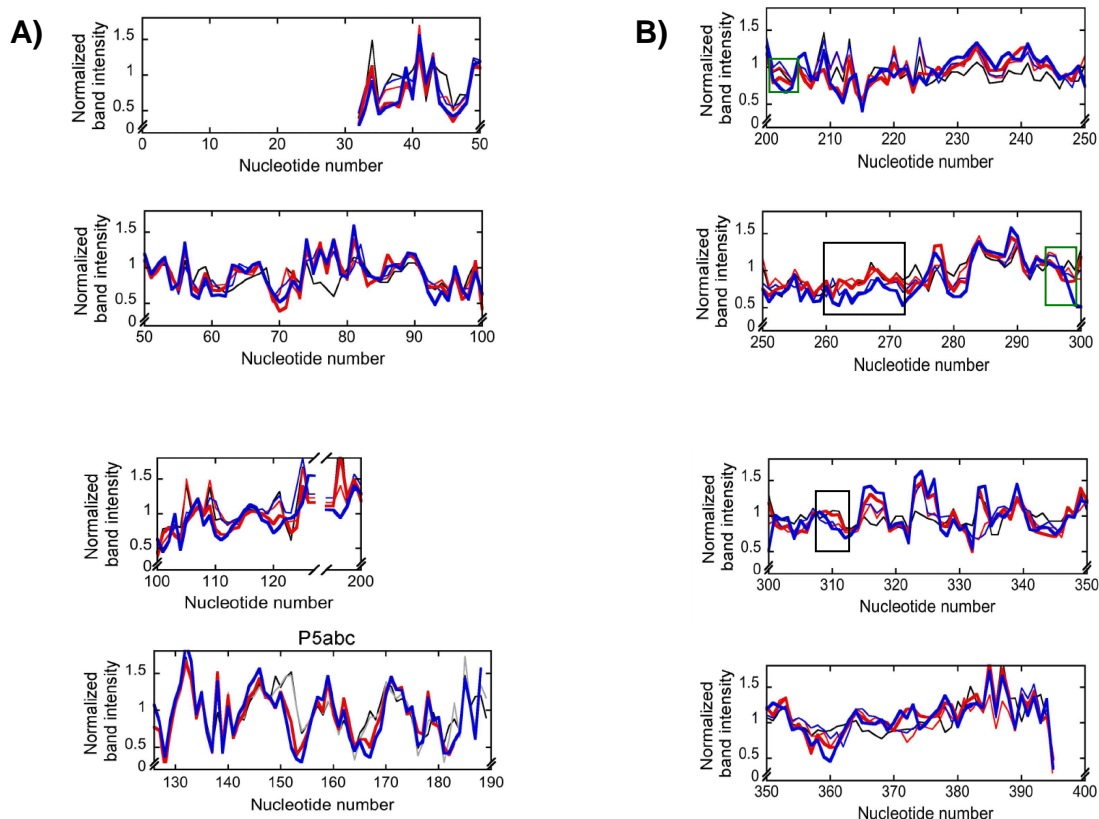 A)
Normalized
band intensity
1.5
1
0.5
0
0 10 20 30 40 50
Nucleotide number
Normalized
band intensity
1.5
1
0.5
0
50 60 70 80 90 100
Nucleotide number
Normalized
band intensity
1.5
1
0.5
0
100 110 120 200
Nucleotide number
P5abc
Normalized
band intensity
1.5
1
0.5
0
130 140 150 160 170 180 190
Nucleotide number
B)
Normalized
band intensity
1.5
1
0.5
0
200 210 220 230 240 250
Nucleotide number
Normalized
band intensity
1.5
1
0.5
0
250 260 270 280 290 300
Nucleotide number
Normalized
band intensity
1.5
1
0.5
0
300 310 320 330 340 350
Nucleotide number
Normalized
band intensity
1.5
1
0.5
0
350 360 370 380 390 400
Nucleotide number